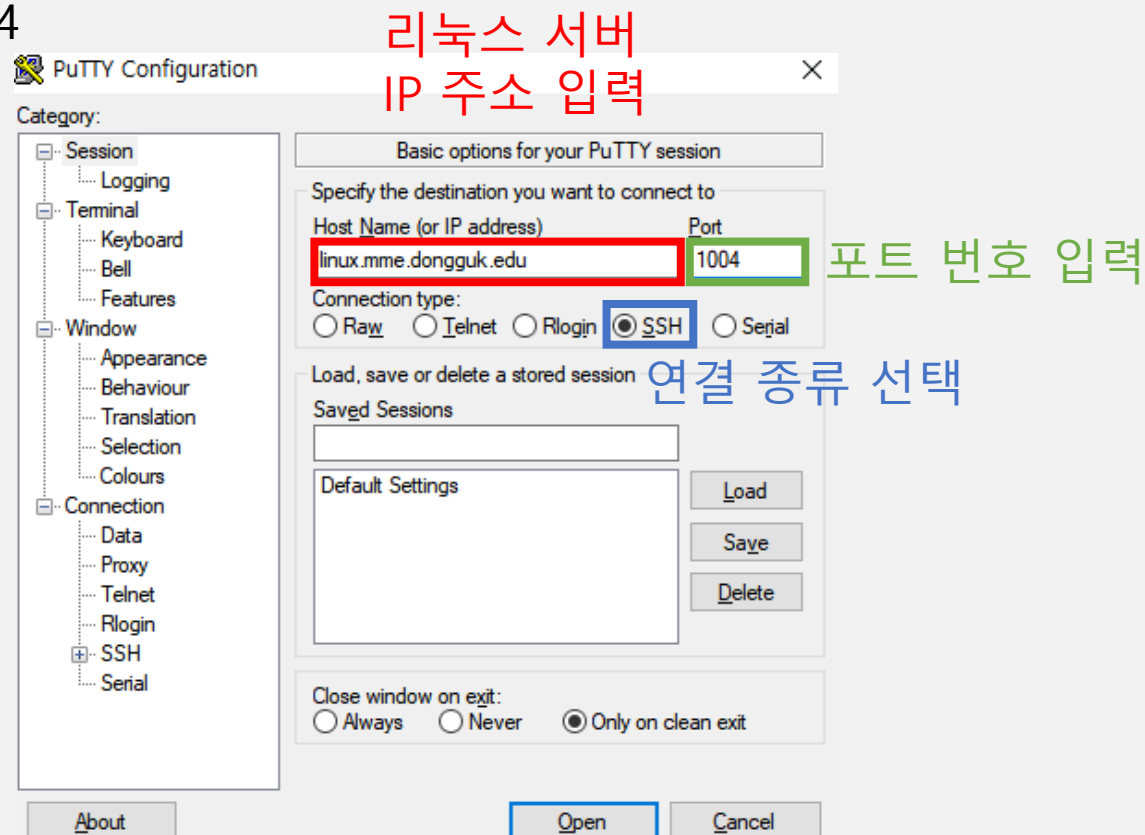 4
리눅스 서버
IP 주소 입력
PuTTY Configuration
Category:
Session
Logging
Terminal
Keyboard
Bell
Features
Window
Appearance
Behaviour
Translation
Selection
Colours
Connection
Data
Proxy
Telnet
Rlogin
SSH
Serial
Basic options for your PuTTY session
Specify the destination you want to connect to
Host Name (or IP address) Port
linux.mme.dongguk.edu 1004
포트 번호 입력
Connection type:
Raw Telnet Rlogin SSH Serial
연결 종류 선택
Load, save or delete a stored session
Saved Sessions
Default Settings
Load
Save
Delete
Close window on exit:
Always Never Only on clean exit
About Open Cancel